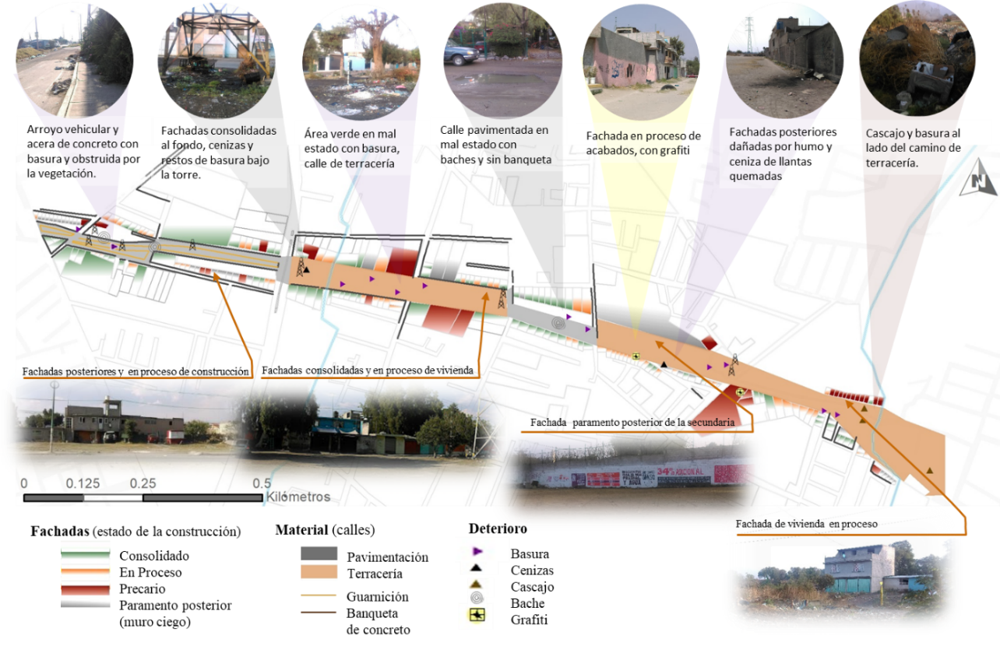 Arroyo vehicular y
acera de concreto con
basura y obstruida por
la vegetación.
Fachadas consolidadas
al fondo, cenizas y
restos de basura bajo
la torre.
Área verde en mal
estado con basura,
calle de terracería
Calle pavimentada en
mal estado con
baches y sin banqueta
Fachada en proceso de
acabados, con grafiti
Fachadas posteriores
dañadas por humo y
ceniza de llantas
quemadas
Cascajo y basura al
lado del camino de
terracería.
N
Fachadas posteriores y en proceso de construcción
Fachadas consolidadas y en proceso de vivienda
Fachada paramento posterior de la secundaria
34% ADICIONAL
Fachada de vivienda en proceso
0 0.125 0.25 0.5
Kilómetros
Fachadas (estado de la construcción)
Consolidado
En Proceso
Precario
Paramento posterior
(muro ciego)
Material (calles)
Pavimentación
Terracería
Guarnición
Banqueta
de concreto
Deterioro
Basura
Cenizas
Cascajo
Bache
Grafiti